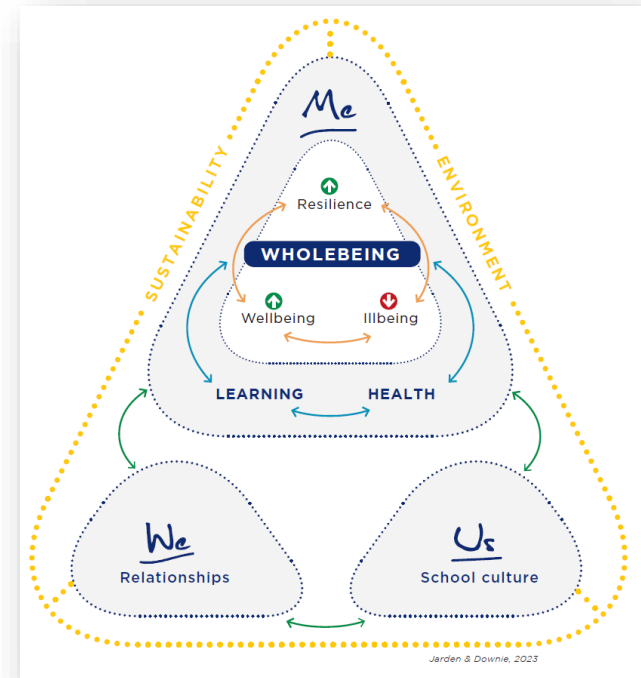 Me
SUSTAINABILITY
ENVIRONMENT
Resilience
WHOLEBEING
Wellbeing
Illbeing
LEARNING
HEALTH
We
Relationships
Us
School culture
Jarden & Downie, 2023